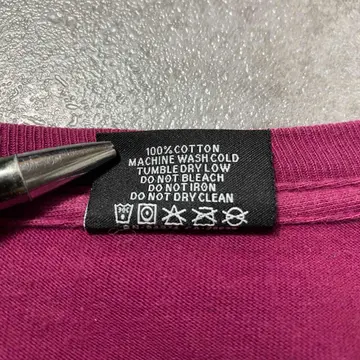 100% COTTON
MACHINE WASH COLD
TUMBLE DRY LOW
DO NOT BLEACH
DO NOT IRON
DO NOT DRY CLEAN